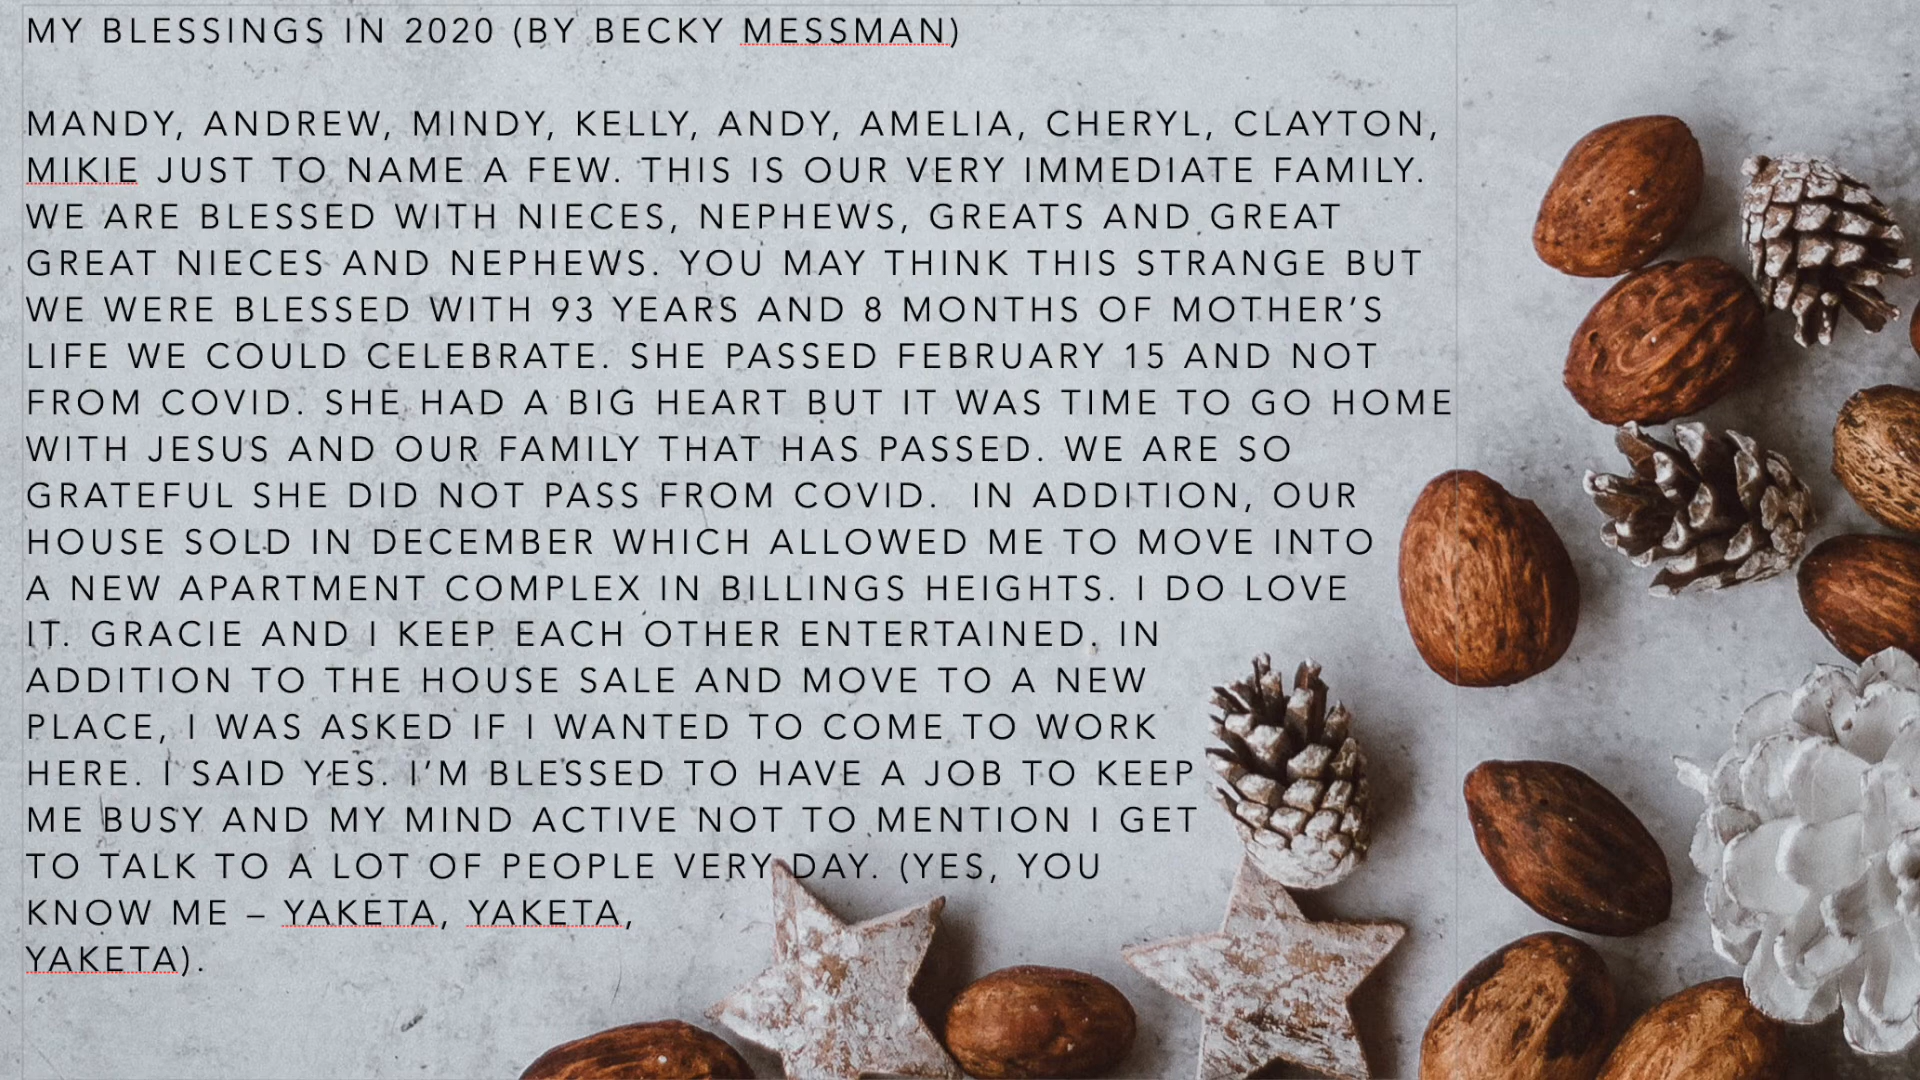 MY BLESSINGS IN 2020 (BY BECKY MESSMAN)
MANDY, ANDREW, MINDY, KELLY, ANDY, AMELIA, CHERYL, CLAYTON,
MIKIE JUST TO NAME A FEW. THIS IS OUR VERY IMMEDIATE FAMILY.
WE ARE BLESSED WITH NIECES, NEPHEWS, GREATS AND GREAT
GREAT NIECES AND NEPHEWS. YOU MAY THINK THIS STRANGE BUT
WE WERE BLESSED WITH 93 YEARS AND 8 MONTHS OF MOTHER’S
LIFE WE COULD CELEBRATE. SHE PASSED FEBRUARY 15 AND NOT
FROM COVID. SHE HAD A BIG HEART BUT IT WAS TIME TO GO HOME
WITH JESUS AND OUR FAMILY THAT HAS PASSED. WE ARE SO
GRATEFUL SHE DID NOT PASS FROM COVID.  IN ADDITION, OUR
HOUSE SOLD IN DECEMBER WHICH ALLOWED ME TO MOVE INTO
A NEW APARTMENT COMPLEX IN BILLINGS HEIGHTS. I DO LOVE
IT. GRACIE AND I KEEP EACH OTHER ENTERTAINED. IN
ADDITION TO THE HOUSE SALE AND MOVE TO A NEW
PLACE, I WAS ASKED IF I WANTED TO COME TO WORK
HERE. I SAID YES. I’M BLESSED TO HAVE A JOB TO KEEP
ME BUSY AND MY MIND ACTIVE NOT TO MENTION I GET
TO TALK TO A LOT OF PEOPLE VERY DAY. (YES, YOU
KNOW ME – YAKETA, YAKETA,
YAKETA).